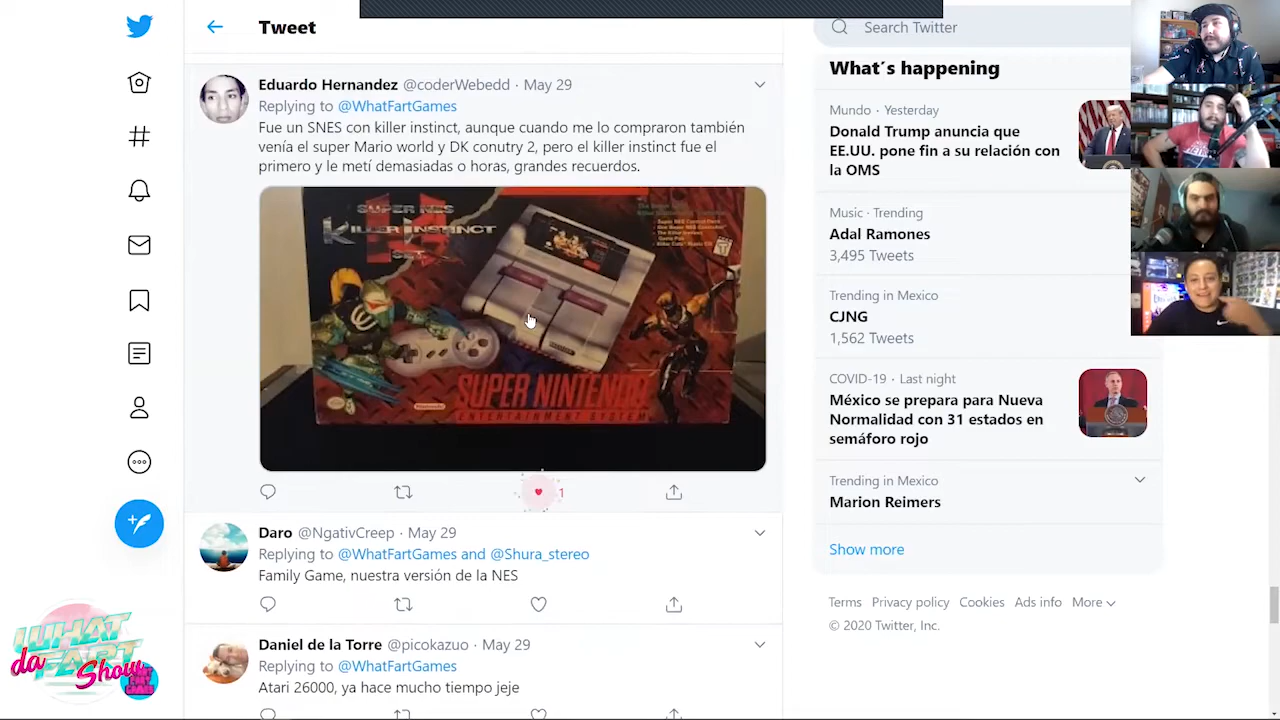 Tweet
Eduardo Hernandez @coderWebedd · May 29
Replying to @WhatFartGames
Fue un SNES con killer instinct, aunque cuando me lo compraron también
venía el super Mario world y DK conutry 2, pero el killer instinct fue el
primero y le metí demasiadas o horas, grandes recuerdos.
SUPER NES
KILLER INSTINCT
SET
SUPER NINTENDO
ENTERTAINMENT SYSTEM
Nintendo
1
Daro @NgativCreep · May 29
Replying to @WhatFartGames and @Shura_stereo
Family Game, nuestra versión de la NES
Daniel de la Torre @picokazuo · May 29
Replying to @WhatFartGames
Atari 26000, ya hace mucho tiempo jeje
Search Twitter
What´s happening
Mundo · Yesterday
Donald Trump anuncia que
EE.UU. pone fin a su relación con
la OMS
Music · Trending
Adal Ramones
3,495 Tweets
Trending in Mexico
CJNG
1,562 Tweets
COVID-19 · Last night
México se prepara para Nueva
Normalidad con 31 estados en
semáforo rojo
Trending in Mexico
Marion Reimers
Show more
Terms Privacy policy Cookies Ads info More
© 2020 Twitter, Inc.
WHAT
da FART
Show